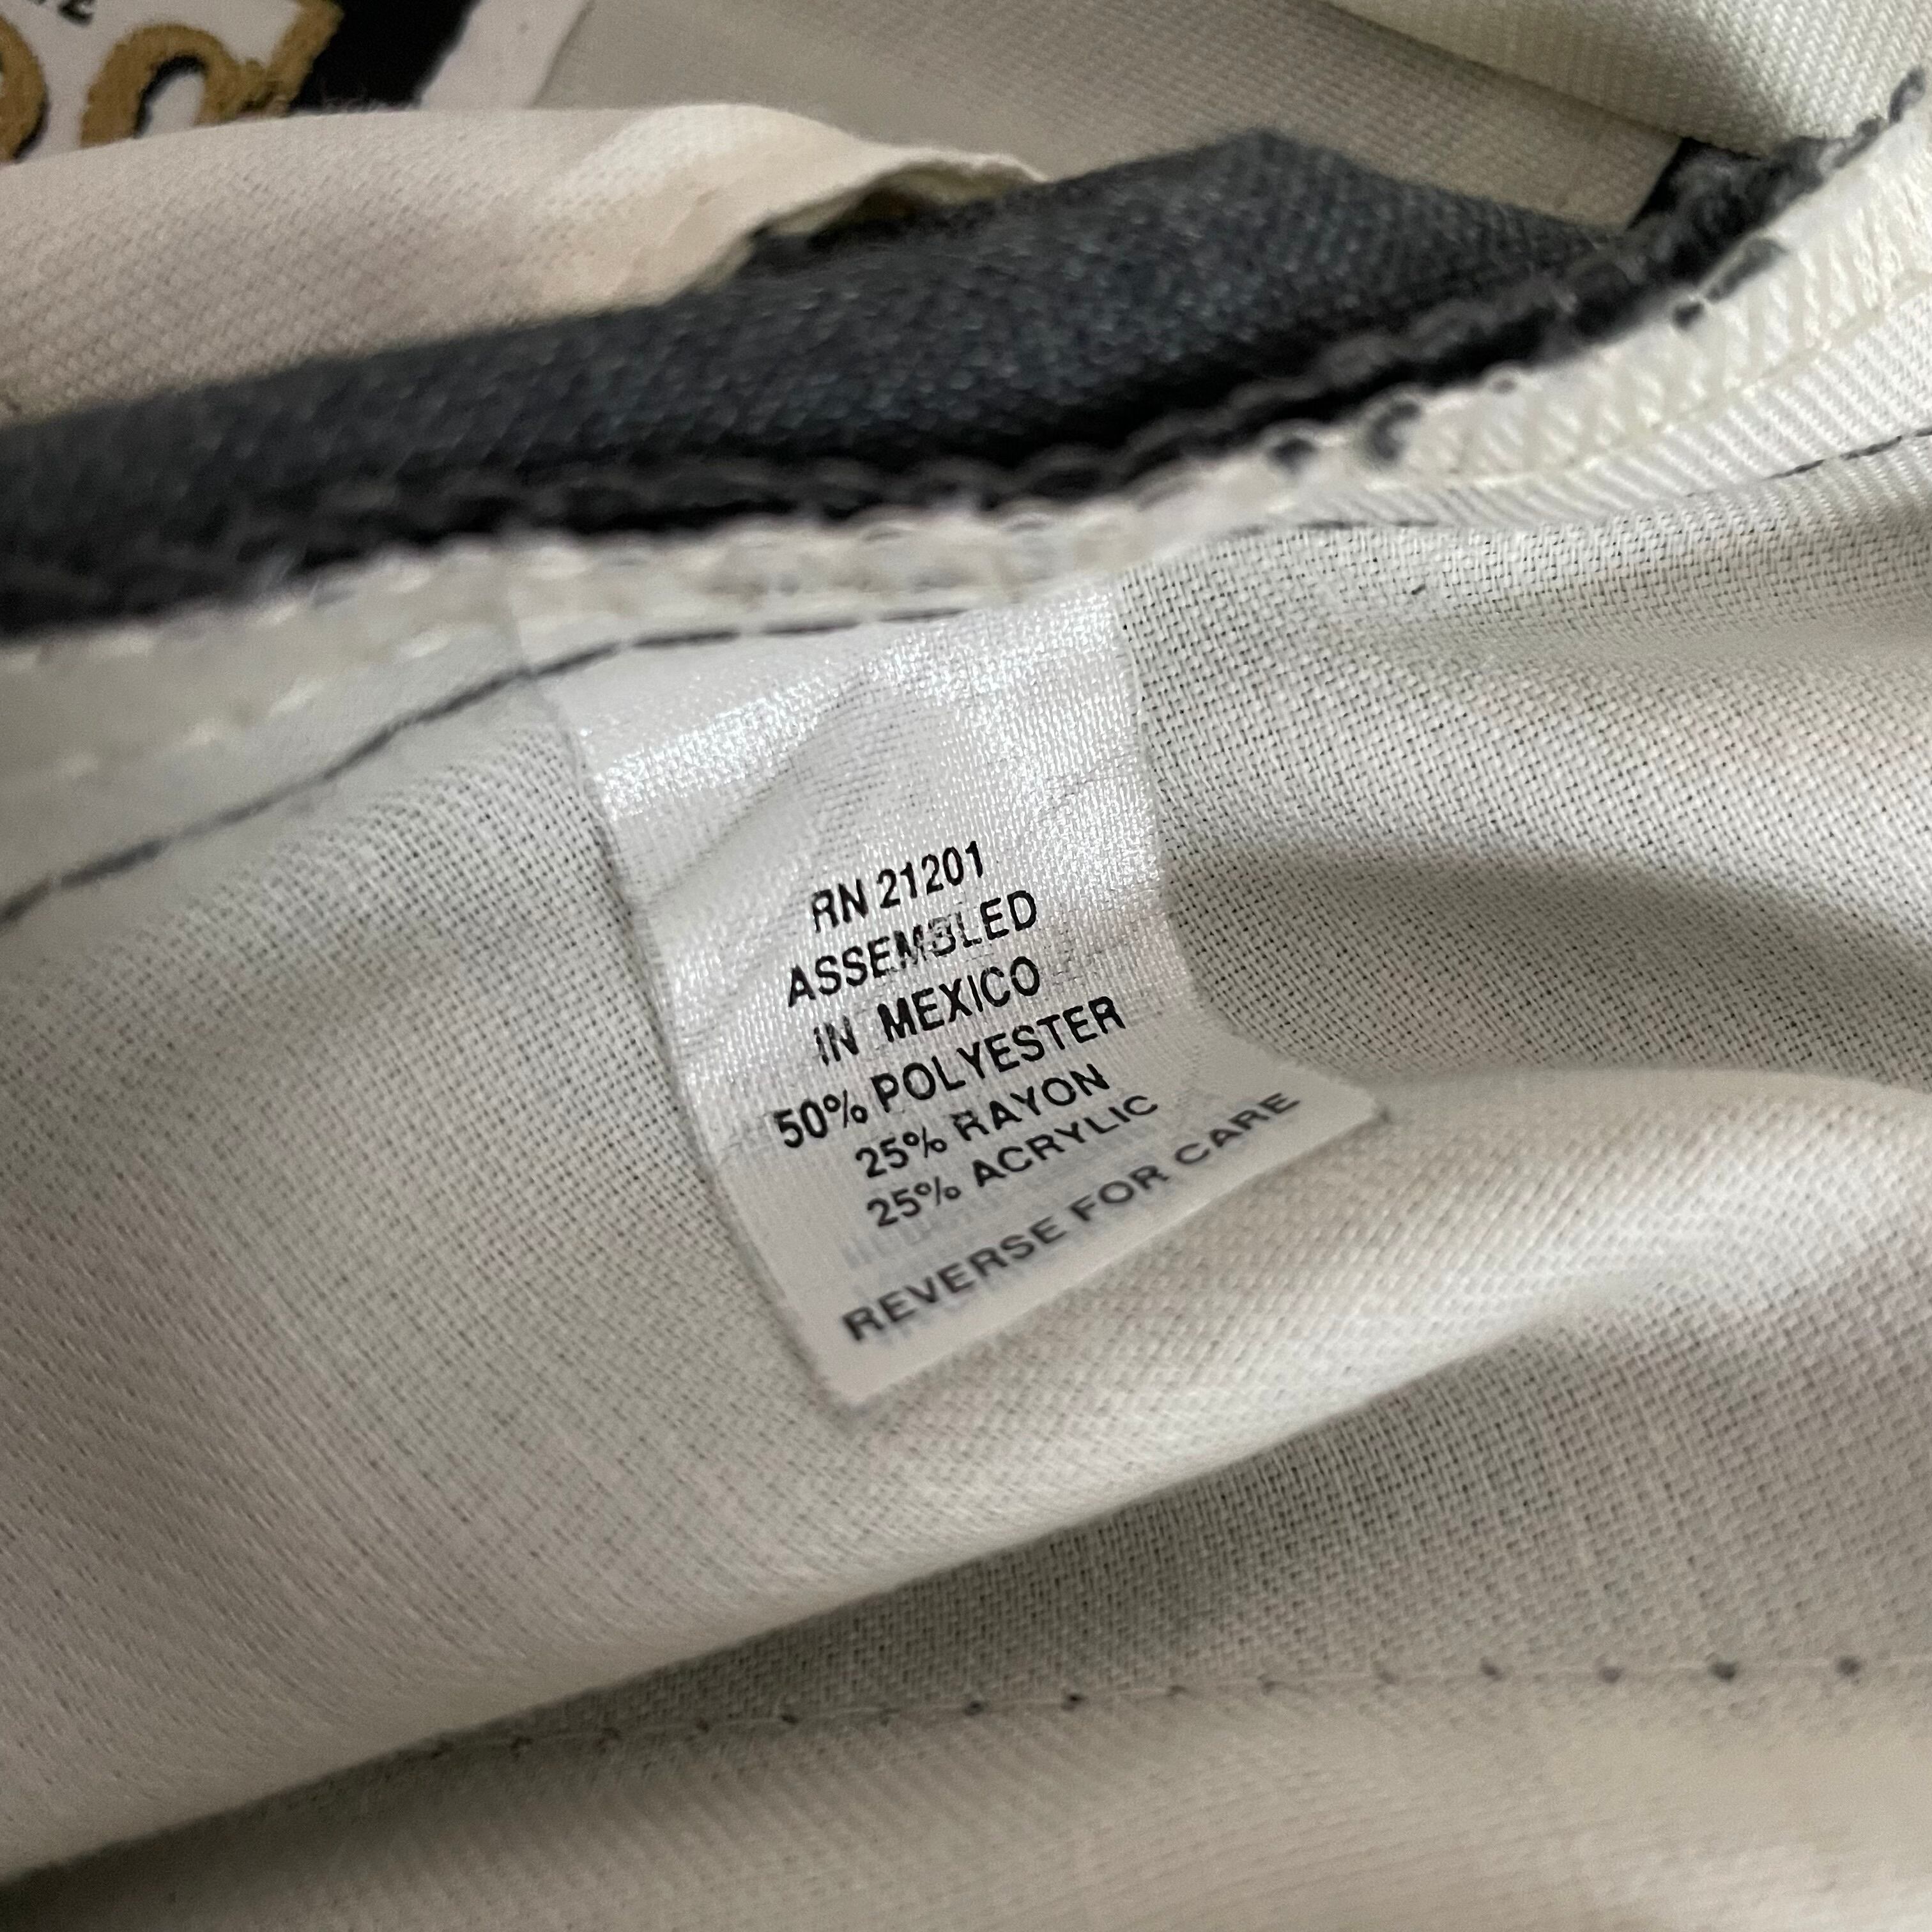 RN 21201
ASSEMBLED
IN MEXICO
50% POLYESTER
25% RAYON
25% ACRYLIC
REVERSE FOR CARE